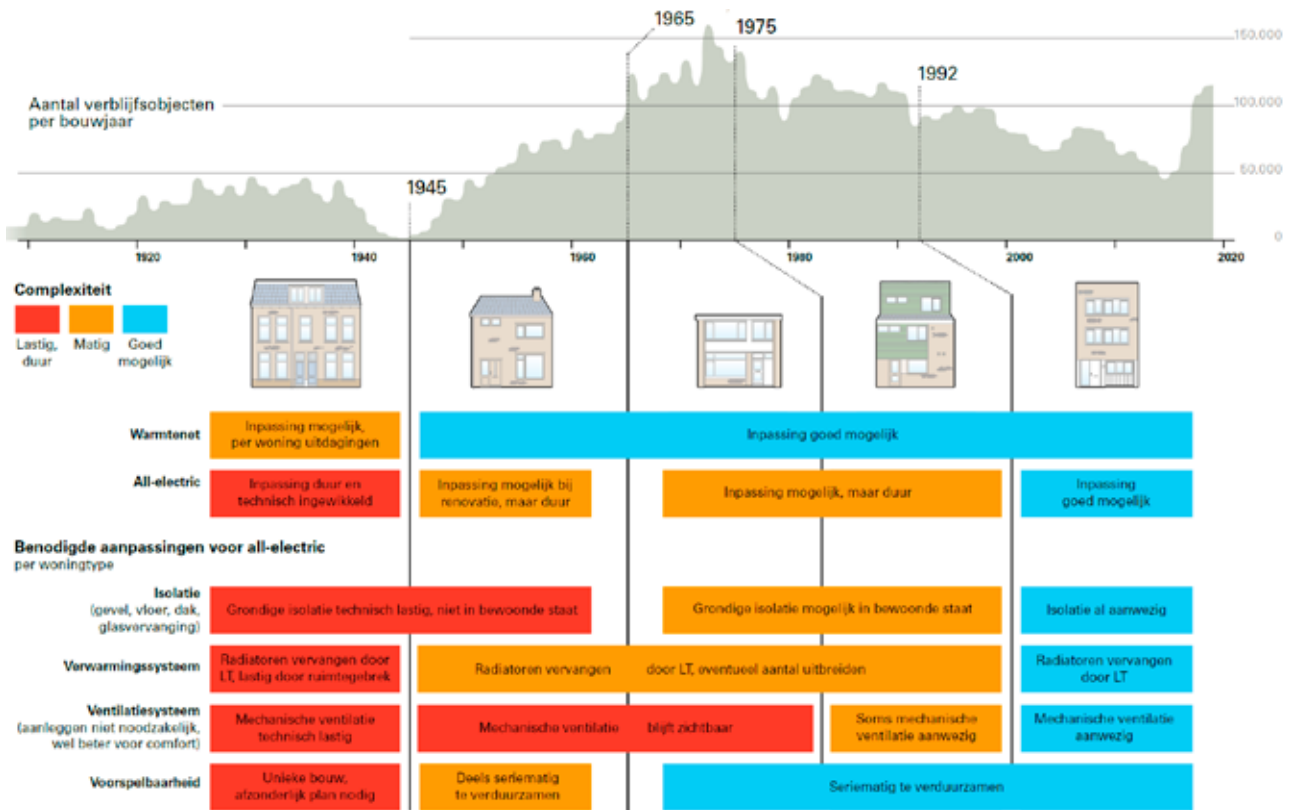 1965
1975
1992
150.000
Aantal verblijfsobjecten
per bouwjaar
100.000
50.000
1945
0
1920
1940
1960
1980
2000
2020
Complexiteit
Lastig,
duur
Matig
Goed
mogelijk
Warmtenet
Inpassing mogelijk,
per woning uitdagingen
Inpassing goed mogelijk
All-electric
Inpassing duur en
technisch ingewikkeld
Inpassing mogelijk bij
renovatie, maar duur
Inpassing mogelijk, maar duur
Inpassing
goed mogelijk
Benodigde aanpassingen voor all-electric
per woningtype
Isolatie
(gevel, vloer, dak,
glasvervanging)
Grondige isolatie technisch lastig, niet in bewoonde staat
Grondige isolatie mogelijk in bewoonde staat
Isolatie al aanwezig
Verwarmingssysteem
Radiatoren vervangen door
LT, lastig door ruimtegebrek
Radiatoren vervangen door LT, eventueel aantal uitbreiden
Radiatoren vervangen
door LT
Ventilatiesysteem
(aanleggen niet noodzakelijk,
wel beter voor comfort)
Mechanische ventilatie
technisch lastig
Mechanische ventilatie blijft zichtbaar
Soms mechanische
ventilatie aanwezig
Mechanische ventilatie
aanwezig
Voorspelbaarheid
Unieke bouw,
afzonderlijk plan nodig
Deels seriematig
te verduurzamen
Seriematig te verduurzamen